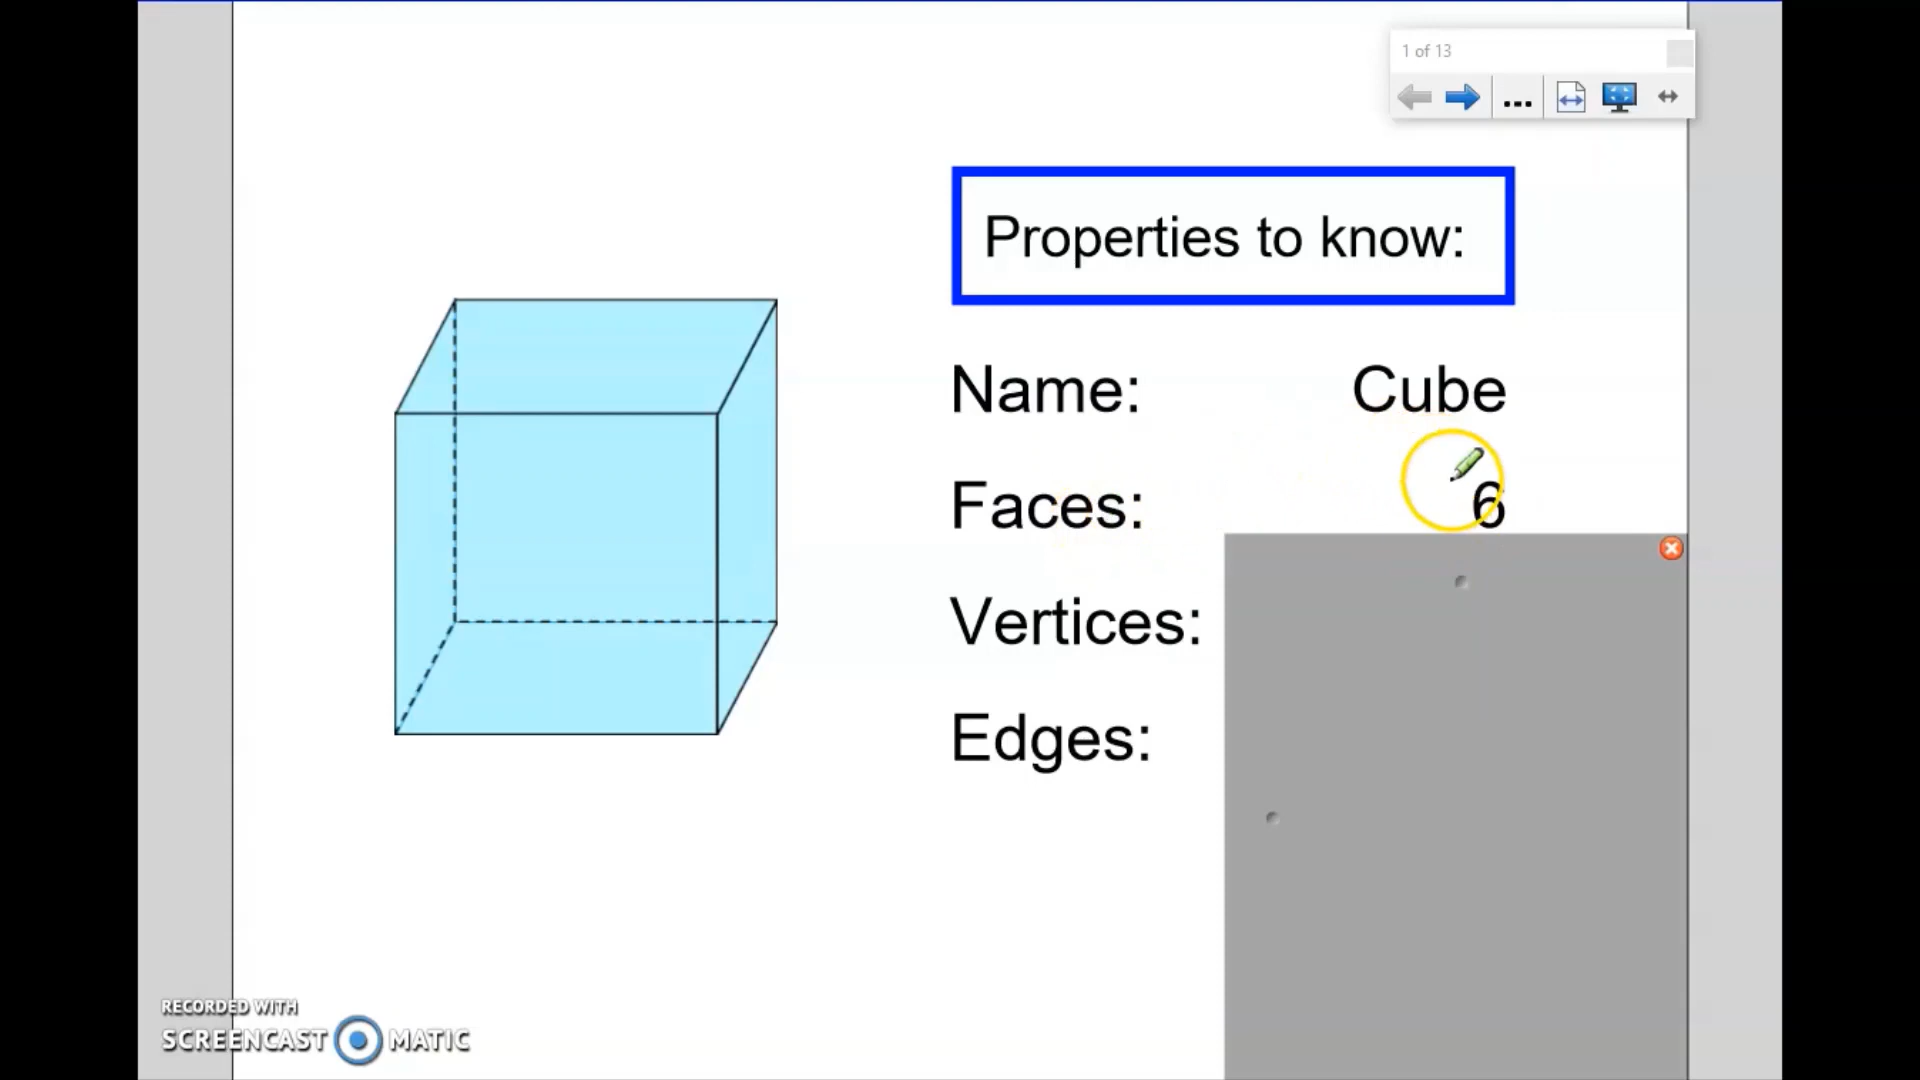 1 of 13
...
Properties to know:
Name: Cube
Faces: 6
Vertices:
Edges:
RECORDED WITH
SCREENCAST MATIC